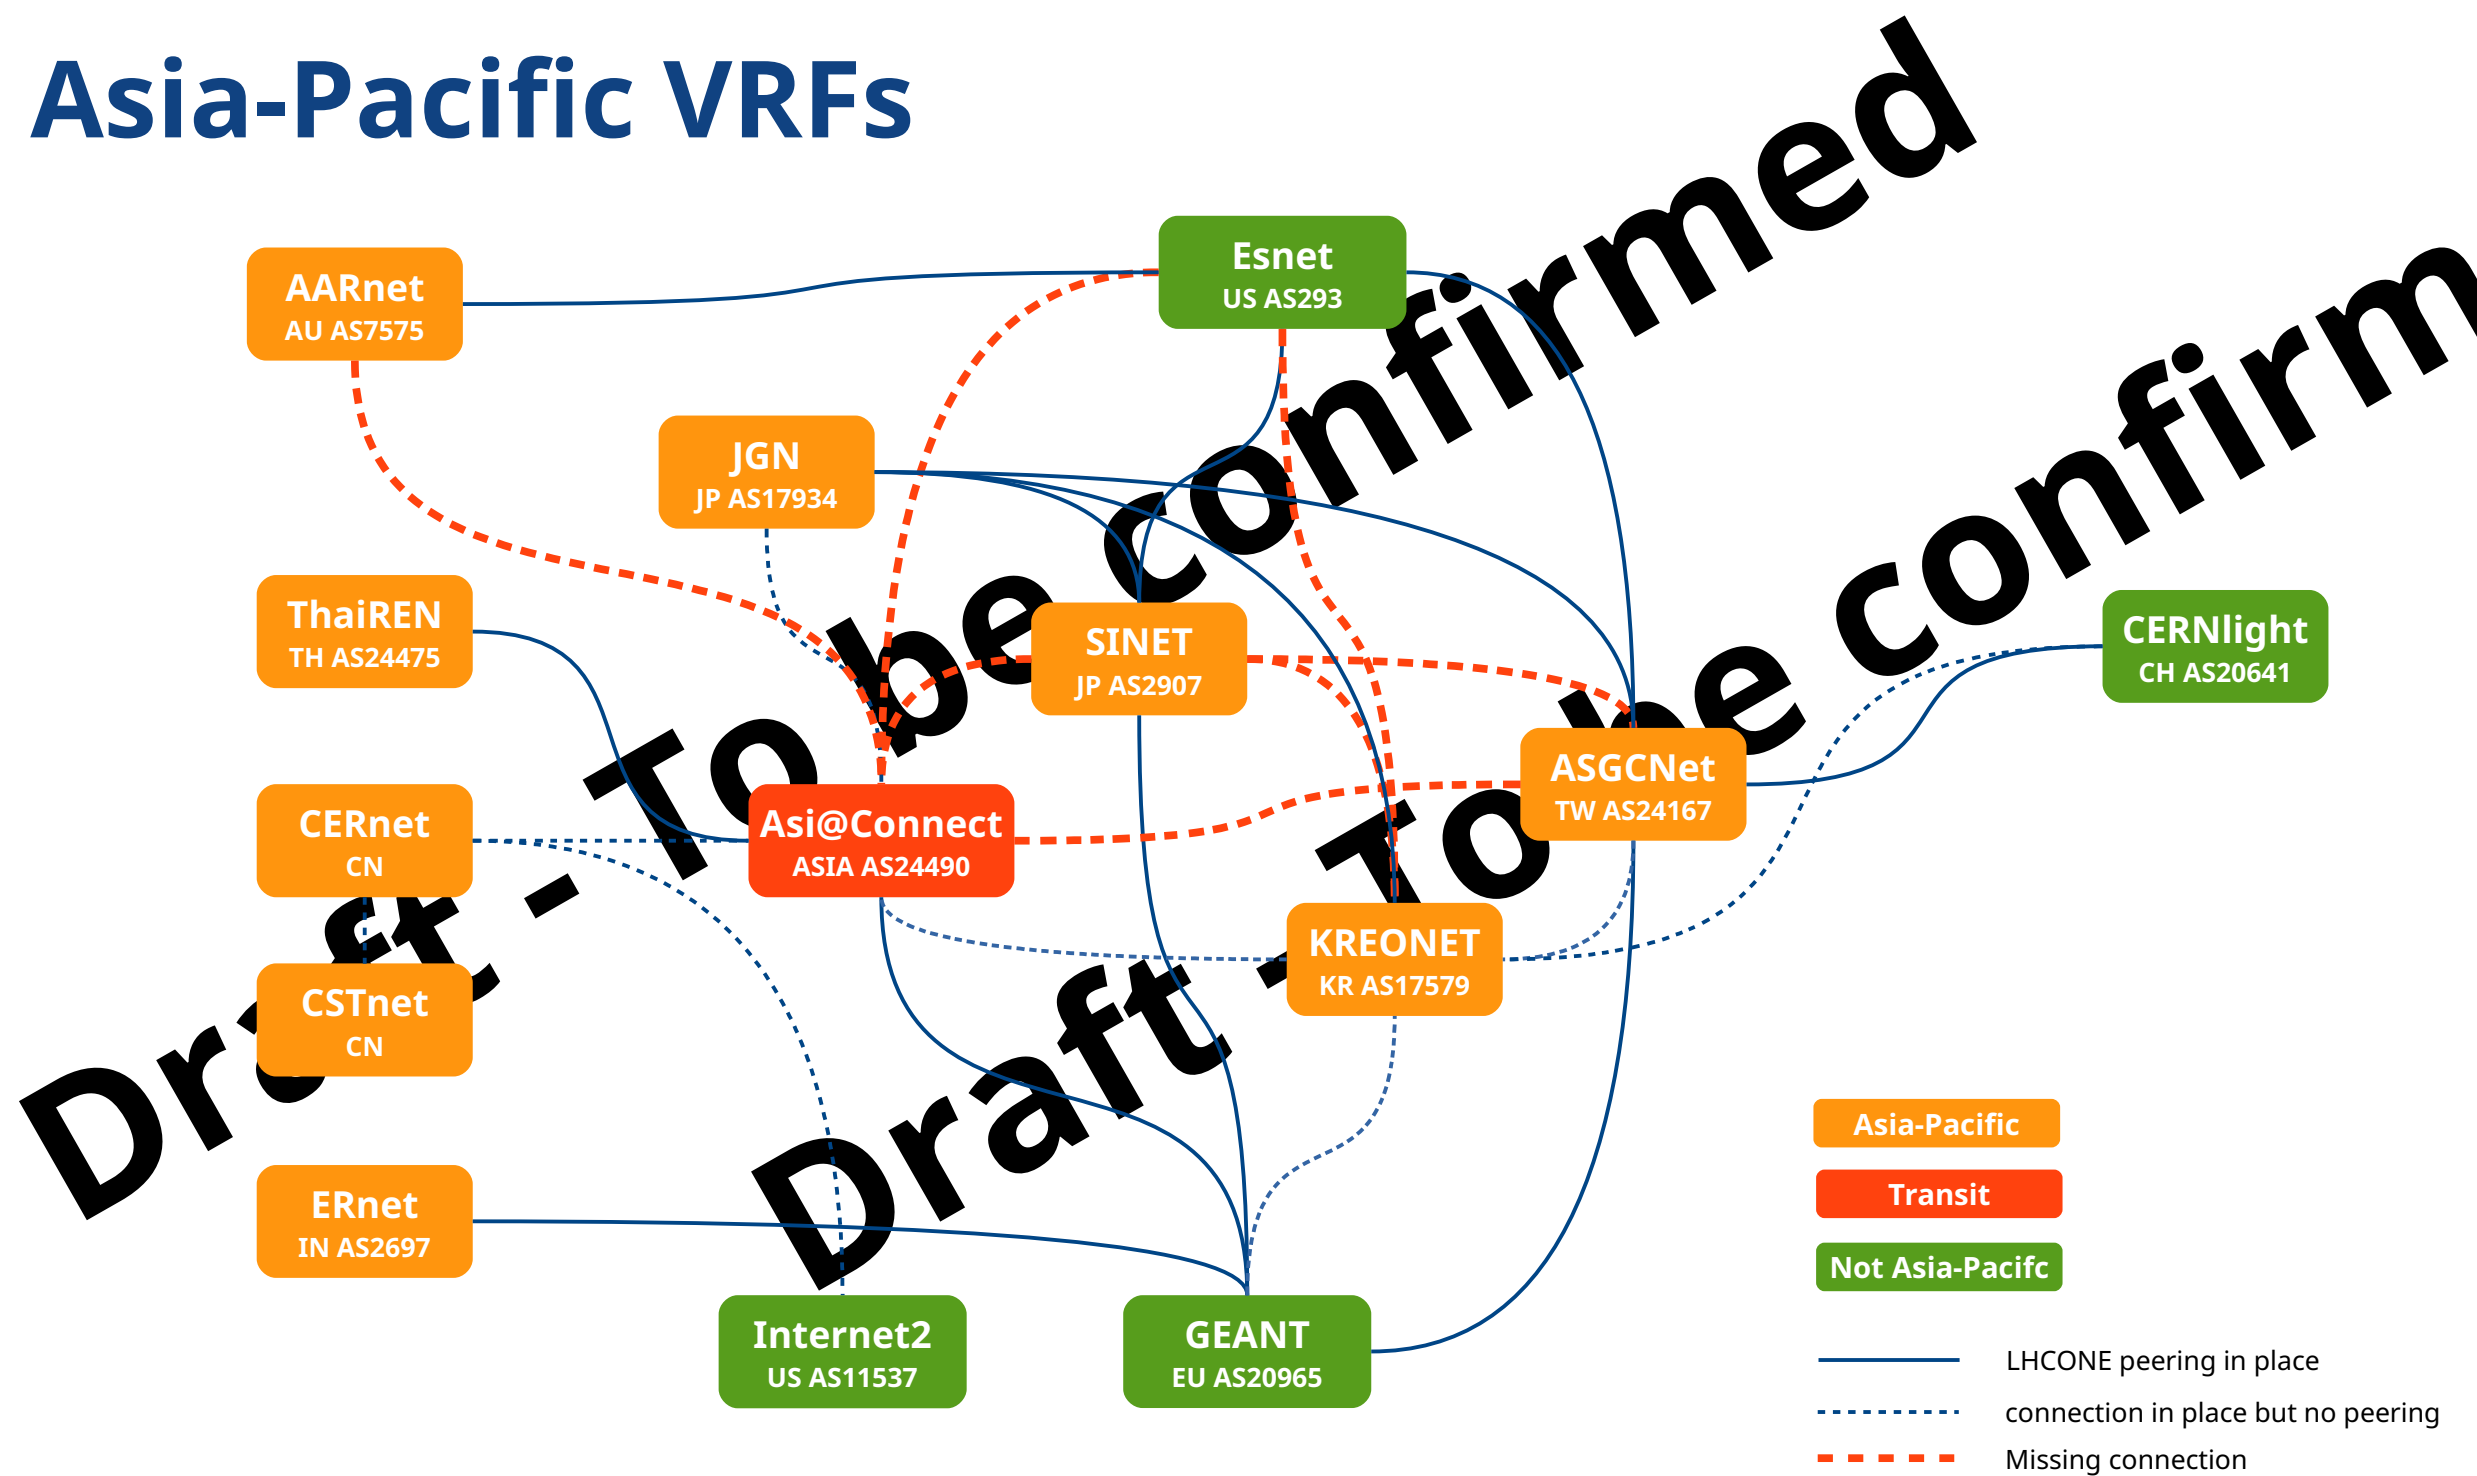 Asia-Pacific VRFs
Draft - To be confirmed
Draft - To be confirm
Esnet
US AS293
AARnet
AU AS7575
JGN
JP AS17934
ThaiREN
TH AS24475
SINET
JP AS2907
CERNlight
CH AS20641
ASGCNet
TW AS24167
CERnet
CN
Asi@Connect
ASIA AS24490
KREONET
KR AS17579
CSTnet
CN
ERnet
IN AS2697
Internet2
US AS11537
GEANT
EU AS20965
Asia-Pacific
Transit
Not Asia-Pacifc
LHCONE peering in place
connection in place but no peering
Missing connection